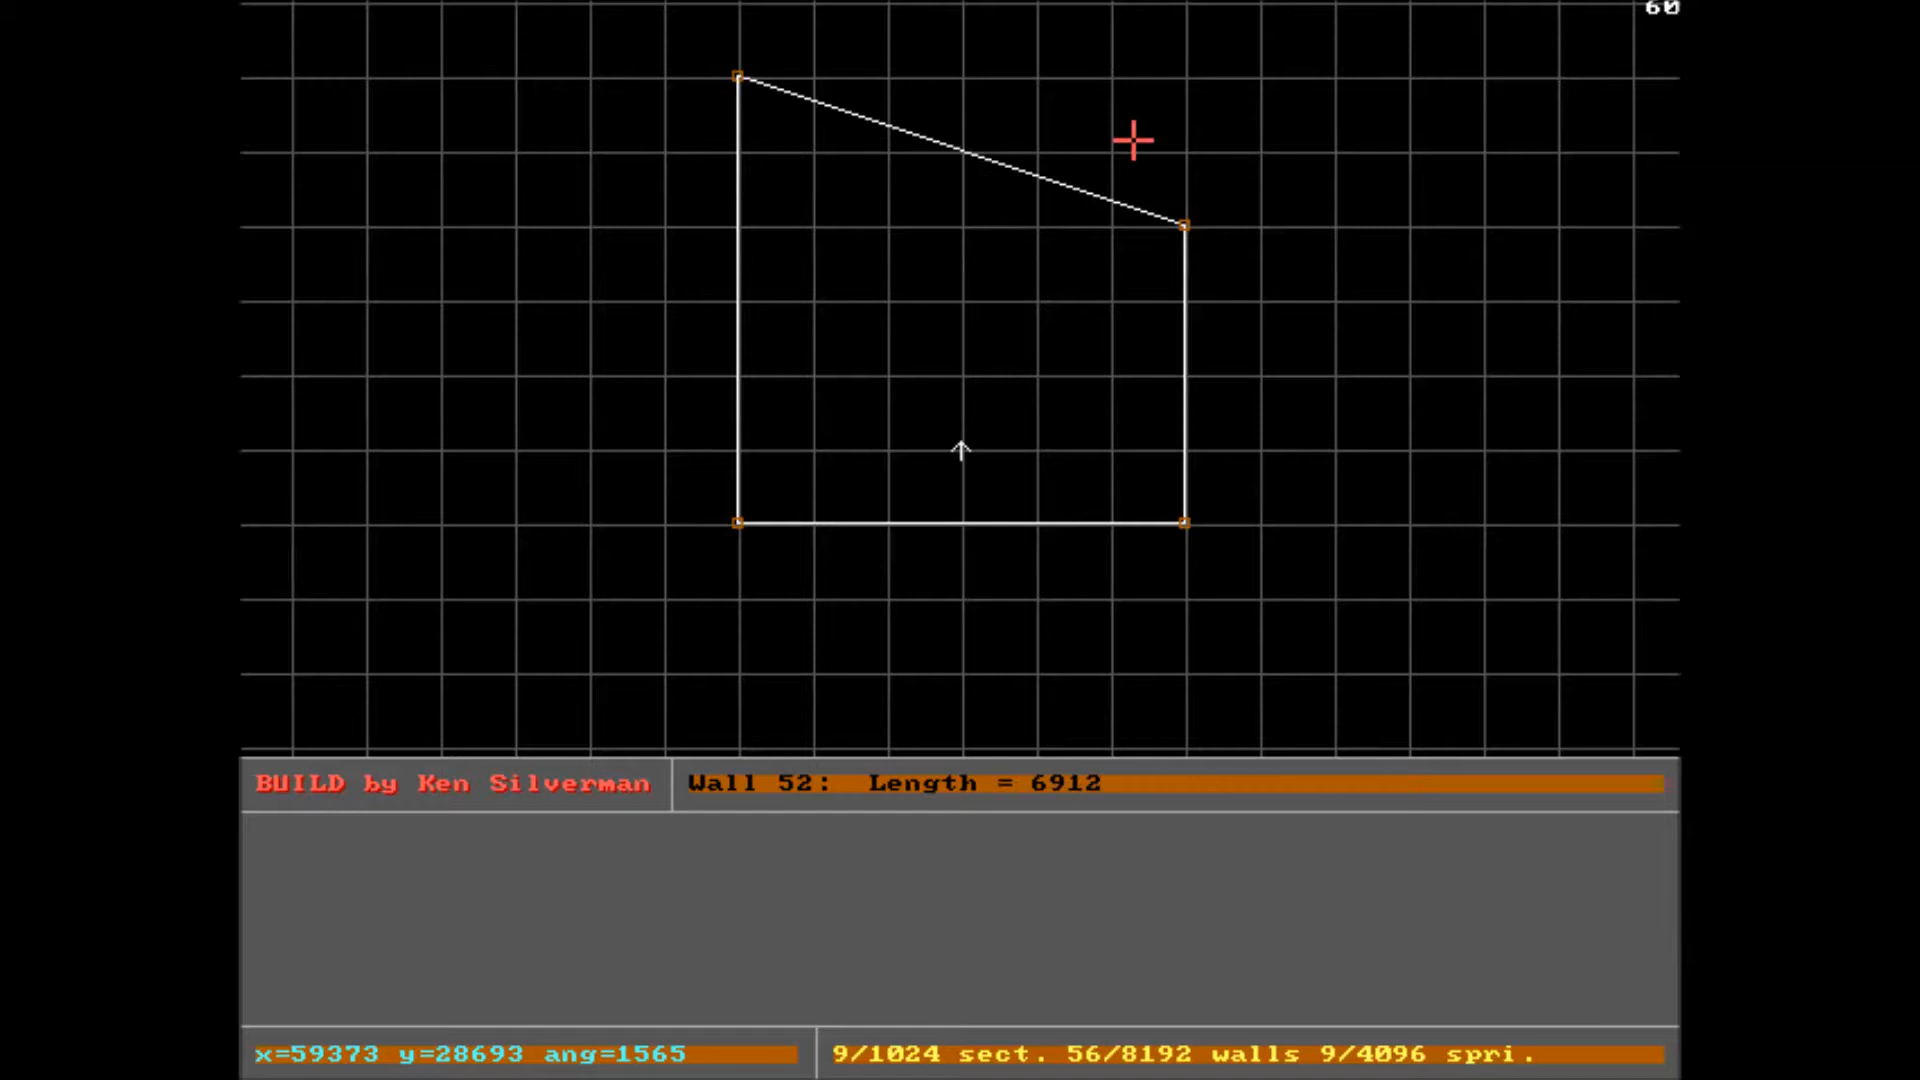 60
BUILD by Ken Silverman
Wall 52:  Length = 6912
x=59373 y=28693 ang=1565
9/1024 sect. 56/8192 walls 9/4096 spri.